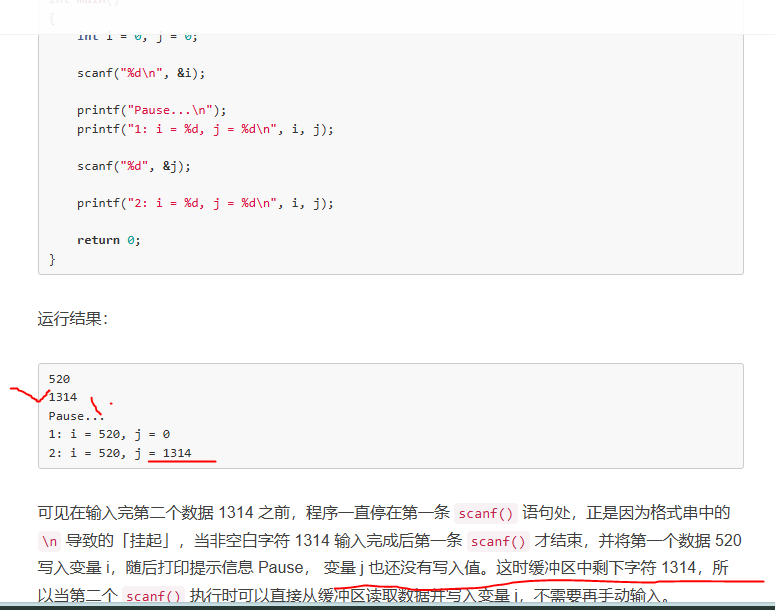 {
int i = 0, j = 0;
scanf("%d\n", &i);
printf("Pause...\n");
printf("1: i = %d, j = %d\n", i, j);
scanf("%d", &j);
printf("2: i = %d, j = %d\n", i, j);
return 0;
}
运行结果：
520
1314
Pause...
1: i = 520, j = 0
2: i = 520, j = 1314
可见在输入完第二个数据 1314 之前，程序一直停在第一条 scanf() 语句处，正是因为格式串中的
\n 导致的「挂起」，当非空白字符 1314 输入完成后第一条 scanf() 才结束，并将第一个数据 520
写入变量 i，随后打印提示信息 Pause， 变量 j 也还没有写入值。这时缓冲区中剩下字符 1314，所
以当第二个 scanf() 执行时可以直接从缓冲区读取数据并写入变量 j，不需要再手动输入。